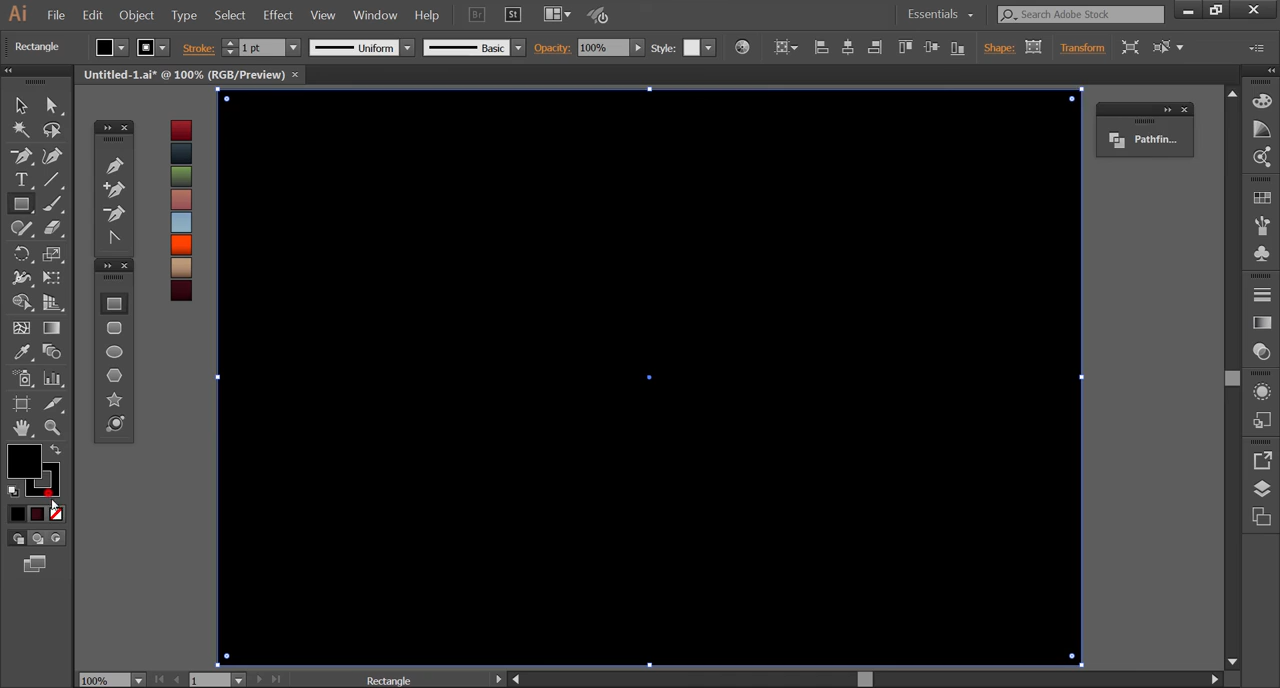 Ai File Edit Object Type Select Effect View Window Help Br St Essentials Search Adobe Stock
Rectangle Stroke: 1 pt Uniform Basic Opacity: 100% Style: Shape: Transform
Untitled-1.ai* @ 100% (RGB/Preview) ×
Pathfin...
T
100% 1 Rectangle